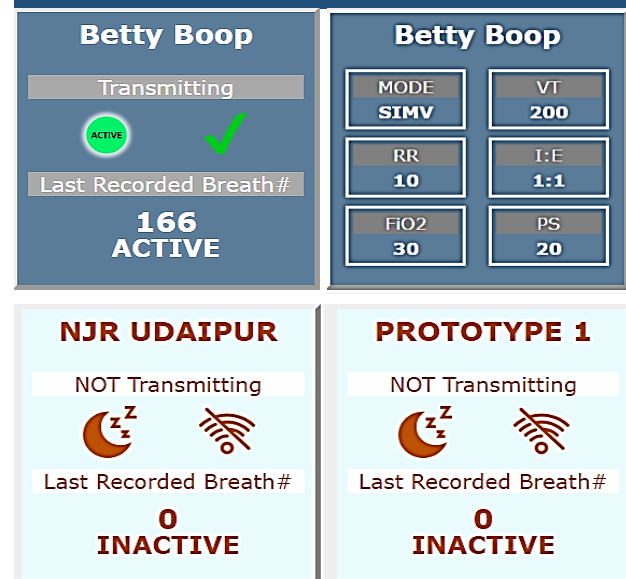 Betty Boop
Transmitting
ACTIVE
Last Recorded Breath#
166
ACTIVE
Betty Boop
MODE
SIMV
VT
200
RR
10
I:E
1:1
FiO2
30
PS
20
NJR UDAIPUR
NOT Transmitting
z z Z
Last Recorded Breath#
0
INACTIVE
PROTOTYPE 1
NOT Transmitting
z z Z
Last Recorded Breath#
0
INACTIVE